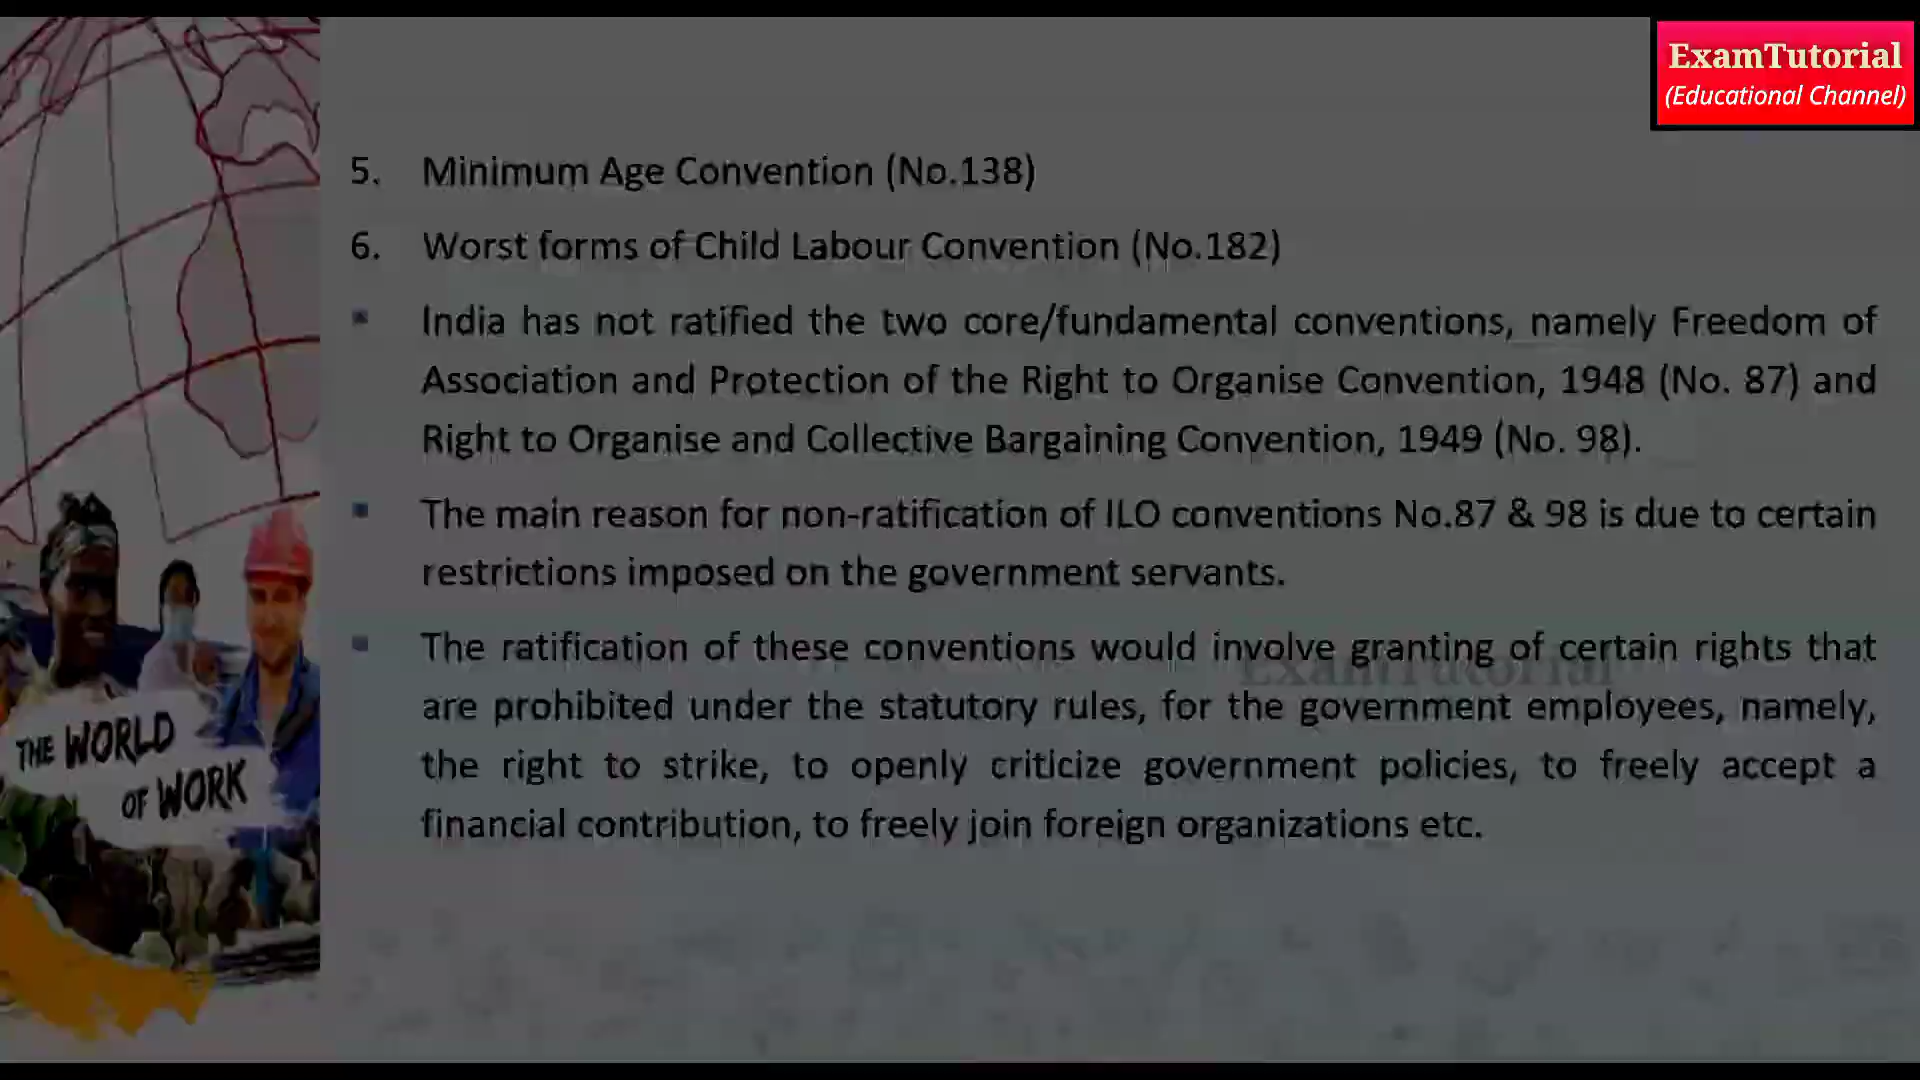 ExamTutorial
(Educational Channel)
5. Minimum Age Convention (No.138)
6. Worst forms of Child Labour Convention (No.182)
▪ India has not ratified the two core/fundamental conventions, namely Freedom of
Association and Protection of the Right to Organise Convention, 1948 (No. 87) and
Right to Organise and Collective Bargaining Convention, 1949 (No. 98).
▪ The main reason for non-ratification of ILO conventions No.87 & 98 is due to certain
restrictions imposed on the government servants.
▪ The ratification of these conventions would involve granting of certain rights that
are prohibited under the statutory rules, for the government employees, namely,
the right to strike, to openly criticize government policies, to freely accept a
financial contribution, to freely join foreign organizations etc.
ExamTutorial
THE WORLD
OF WORK